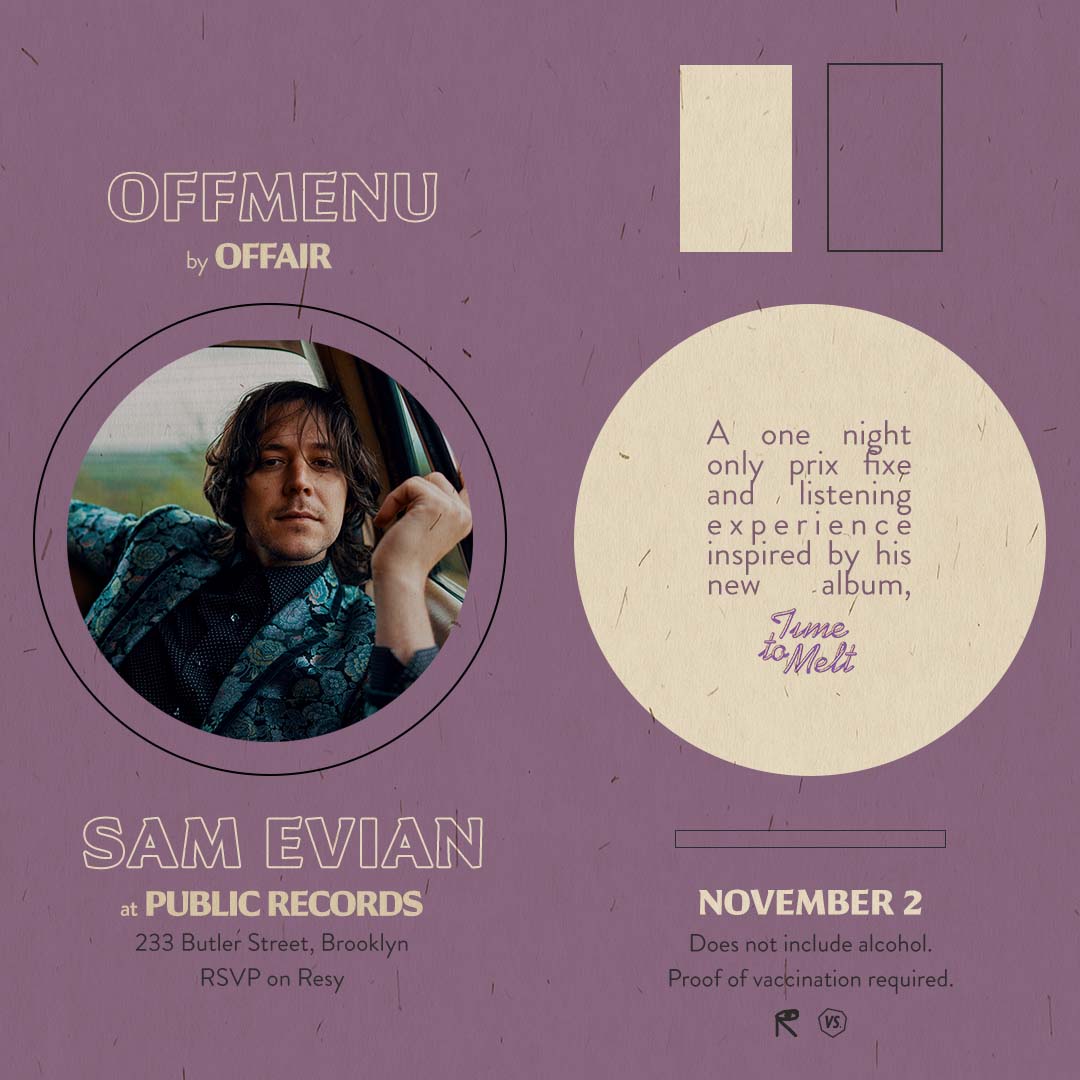 OFFMENU
by OFFAIR
SAM EVIAN
at PUBLIC RECORDS
233 Butler Street, Brooklyn
RSVP on Resy
A one night
only prix fixe
and listening
experience
inspired by his
new album,
Time
to Melt
NOVEMBER 2
Does not include alcohol.
Proof of vaccination required.
R VS.